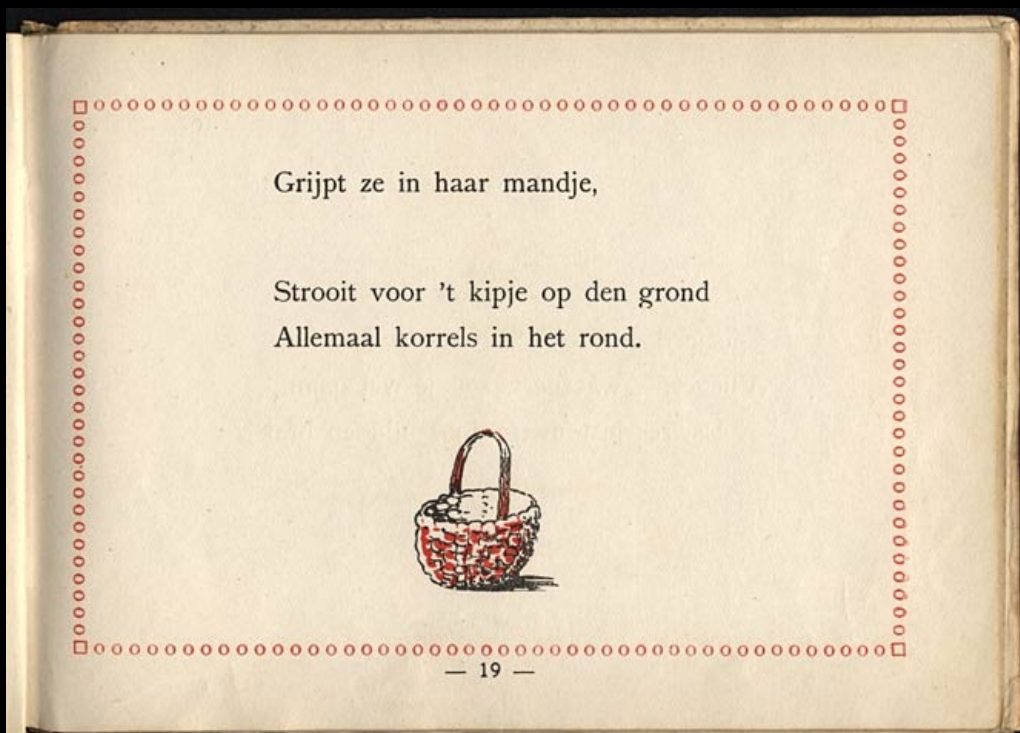 Grijpt ze in haar mandje,
Strooit voor 't kipje op den grond
Allemaal korrels in het rond.
— 19 —